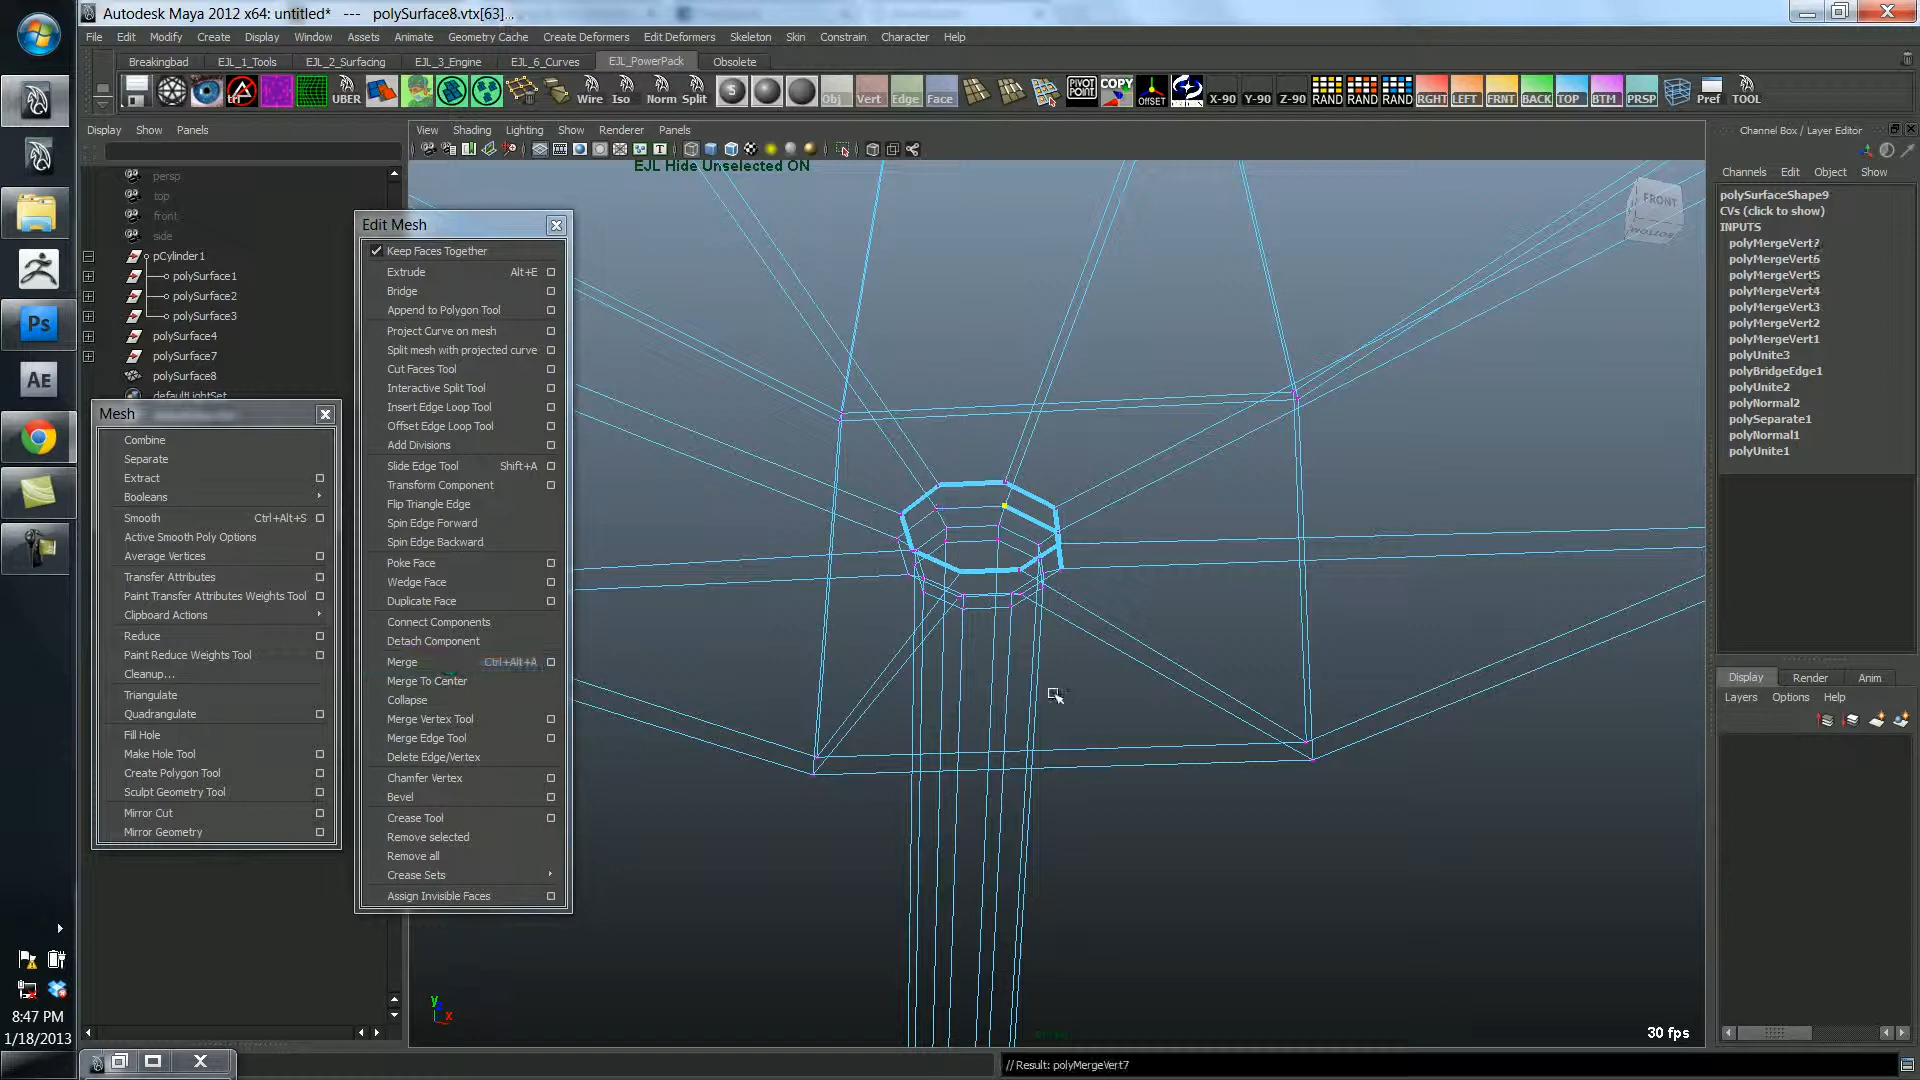 Autodesk Maya 2012 x64: untitled*   ---   polySurface8.vtx[63]...
File Edit Modify Create Display Window Assets Animate Geometry Cache Create Deformers Edit Deformers Skeleton Skin Constrain Character Help
Breakingbad EJL_1_Tools EJL_2_Surfacing EJL_3_Engine EJL_6_Curves EJL_PowerPack Obsolete
UBER Wire Iso Norm Split S Obj Vert Edge Face PIVOT POINT COPY OFFSET X-90 Y-90 Z-90 RAND RAND RAND RGHT LEFT FRNT BACK TOP BTM PRSP Pref TOOL
Display Show Panels
View Shading Lighting Show Renderer Panels
EJL Hide Unselected ON
persp
top
front
side
pCylinder1
polySurface1
polySurface2
polySurface3
polySurface4
polySurface7
polySurface8
defaultLightSet
Mesh
Combine
Separate
Extract
Booleans
Smooth Ctrl+Alt+S
Active Smooth Poly Options
Average Vertices
Transfer Attributes
Paint Transfer Attributes Weights Tool
Clipboard Actions
Reduce
Paint Reduce Weights Tool
Cleanup...
Triangulate
Quadrangulate
Fill Hole
Make Hole Tool
Create Polygon Tool
Sculpt Geometry Tool
Mirror Cut
Mirror Geometry
Edit Mesh
Keep Faces Together
Extrude Alt+E
Bridge
Append to Polygon Tool
Project Curve on mesh
Split mesh with projected curve
Cut Faces Tool
Interactive Split Tool
Insert Edge Loop Tool
Offset Edge Loop Tool
Add Divisions
Slide Edge Tool Shift+A
Transform Component
Flip Triangle Edge
Spin Edge Forward
Spin Edge Backward
Poke Face
Wedge Face
Duplicate Face
Connect Components
Detach Component
Merge Ctrl+Alt+A
Merge To Center
Collapse
Merge Vertex Tool
Merge Edge Tool
Delete Edge/Vertex
Chamfer Vertex
Bevel
Crease Tool
Remove selected
Remove all
Crease Sets
Assign Invisible Faces
FRONT
BOTTOM
y
x
30 fps
Channel Box / Layer Editor
Channels Edit Object Show
polySurfaceShape9
CVs (click to show)
INPUTS
polyMergeVert7
polyMergeVert6
polyMergeVert5
polyMergeVert4
polyMergeVert3
polyMergeVert2
polyMergeVert1
polyUnite3
polyBridgeEdge1
polyUnite2
polyNormal2
polySeparate1
polyNormal1
polyUnite1
Display Render Anim
Layers Options Help
Ps
AE
8:47 PM
1/18/2013
// Result: polyMergeVert7